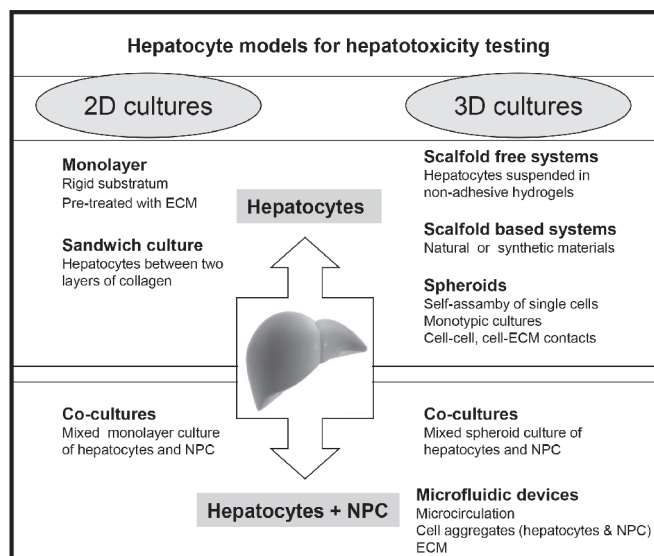 Hepatocyte models for hepatotoxicity testing
2D cultures
3D cultures
Monolayer
Rigid substratum
Pre-treated with ECM
Sandwich culture
Hepatocytes between two
layers of collagen
Hepatocytes
Scalfold free systems
Hepatocytes suspended in
non-adhesive hydrogels
Scalfold based systems
Natural or synthetic materials
Spheroids
Self-assamby of single cells
Monotypic cultures
Cell-cell, cell-ECM contacts
Co-cultures
Mixed monolayer culture
of hepatocytes and NPC
Co-cultures
Mixed spheroid culture of
hepatocytes and NPC
Hepatocytes + NPC
Microfluidic devices
Microcirculation
Cell aggregates (hepatocytes & NPC)
ECM